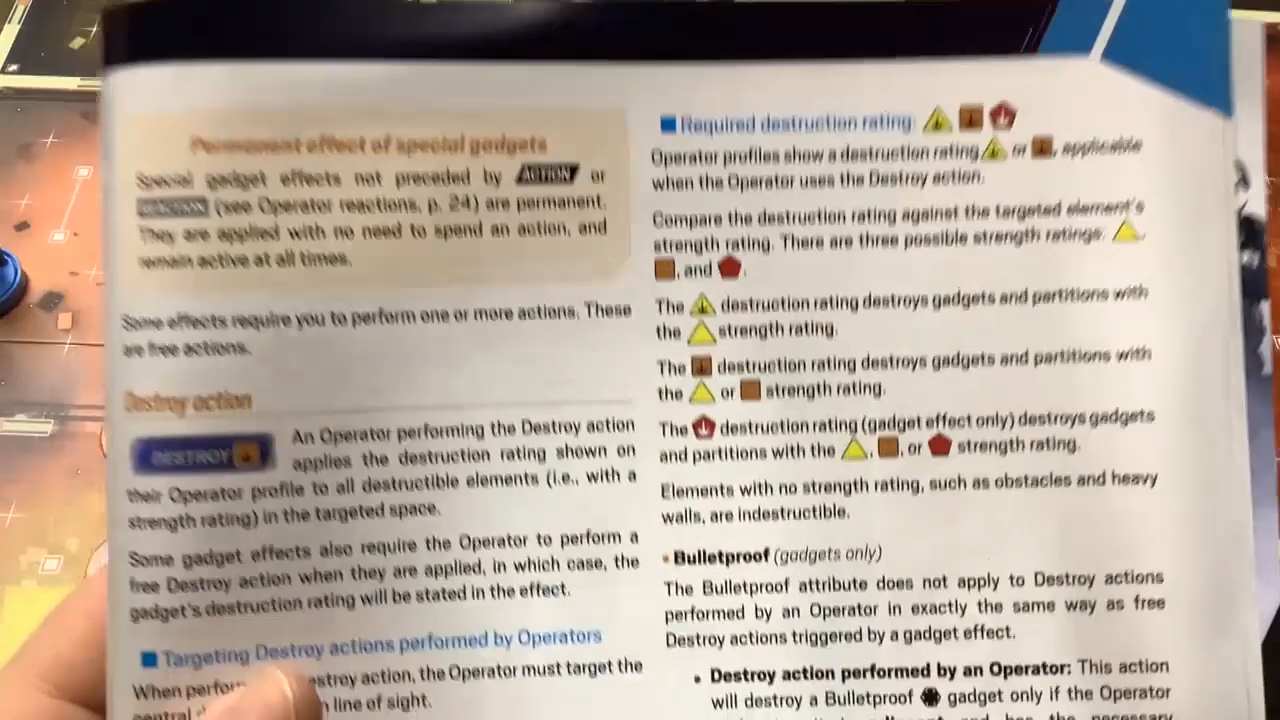 Permanent effect of special gadgets
Special gadget effects not preceded by ACTION or
REACTION (see Operator reactions, p. 24) are permanent.
They are applied with no need to spend an action, and
remain active at all times.
Some effects require you to perform one or more actions. These
are free actions.
Destroy action
DESTROY
An Operator performing the Destroy action
applies the destruction rating shown on
their Operator profile to all destructible elements (i.e., with a
strength rating) in the targeted space.
Some gadget effects also require the Operator to perform a
free Destroy action when they are applied, in which case, the
gadget's destruction rating will be stated in the effect.
Targeting Destroy actions performed by Operators
When perfor stroy action, the Operator must target the
central line of sight.
Required destruction rating:
Operator profiles show a destruction rating or , applicable
when the Operator uses the Destroy action.
Compare the destruction rating against the targeted element's
strength rating. There are three possible strength ratings: ,
, and .
The destruction rating destroys gadgets and partitions with
the strength rating.
The destruction rating destroys gadgets and partitions with
the or strength rating.
The destruction rating (gadget effect only) destroys gadgets
and partitions with the , , or strength rating.
Elements with no strength rating, such as obstacles and heavy
walls, are indestructible.
• Bulletproof (gadgets only)
The Bulletproof attribute does not apply to Destroy actions
performed by an Operator in exactly the same way as free
Destroy actions triggered by a gadget effect.
• Destroy action performed by an Operator: This action
will destroy a Bulletproof gadget only if the Operator
and has the necessary